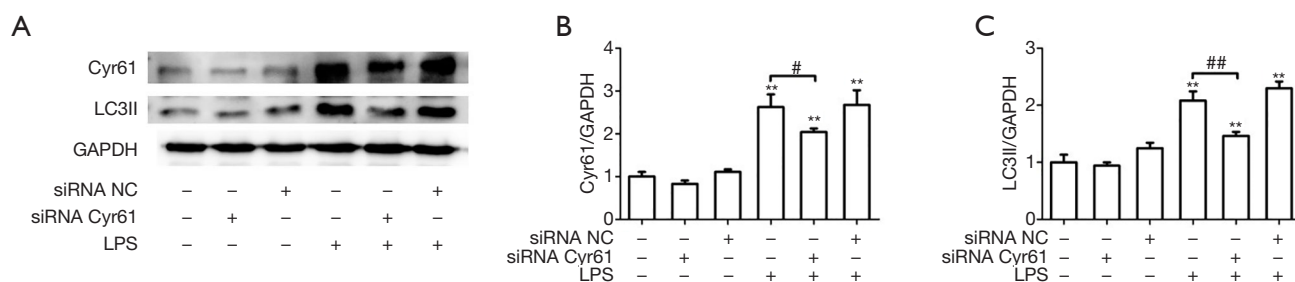 A
Cyr61
LC3II
GAPDH
siRNA NC – – + – – +
siRNA Cyr61 – + – – + –
LPS – – – + + +
B
Cyr61/GAPDH
4
3
2
1
0
** # ** **
siRNA NC – – + – – +
siRNA Cyr61 – + – – + –
LPS – – – + + +
C
LC3II/GAPDH
3
2
1
0
** ## ** **
siRNA NC – – + – – +
siRNA Cyr61 – + – – + –
LPS – – – + + +